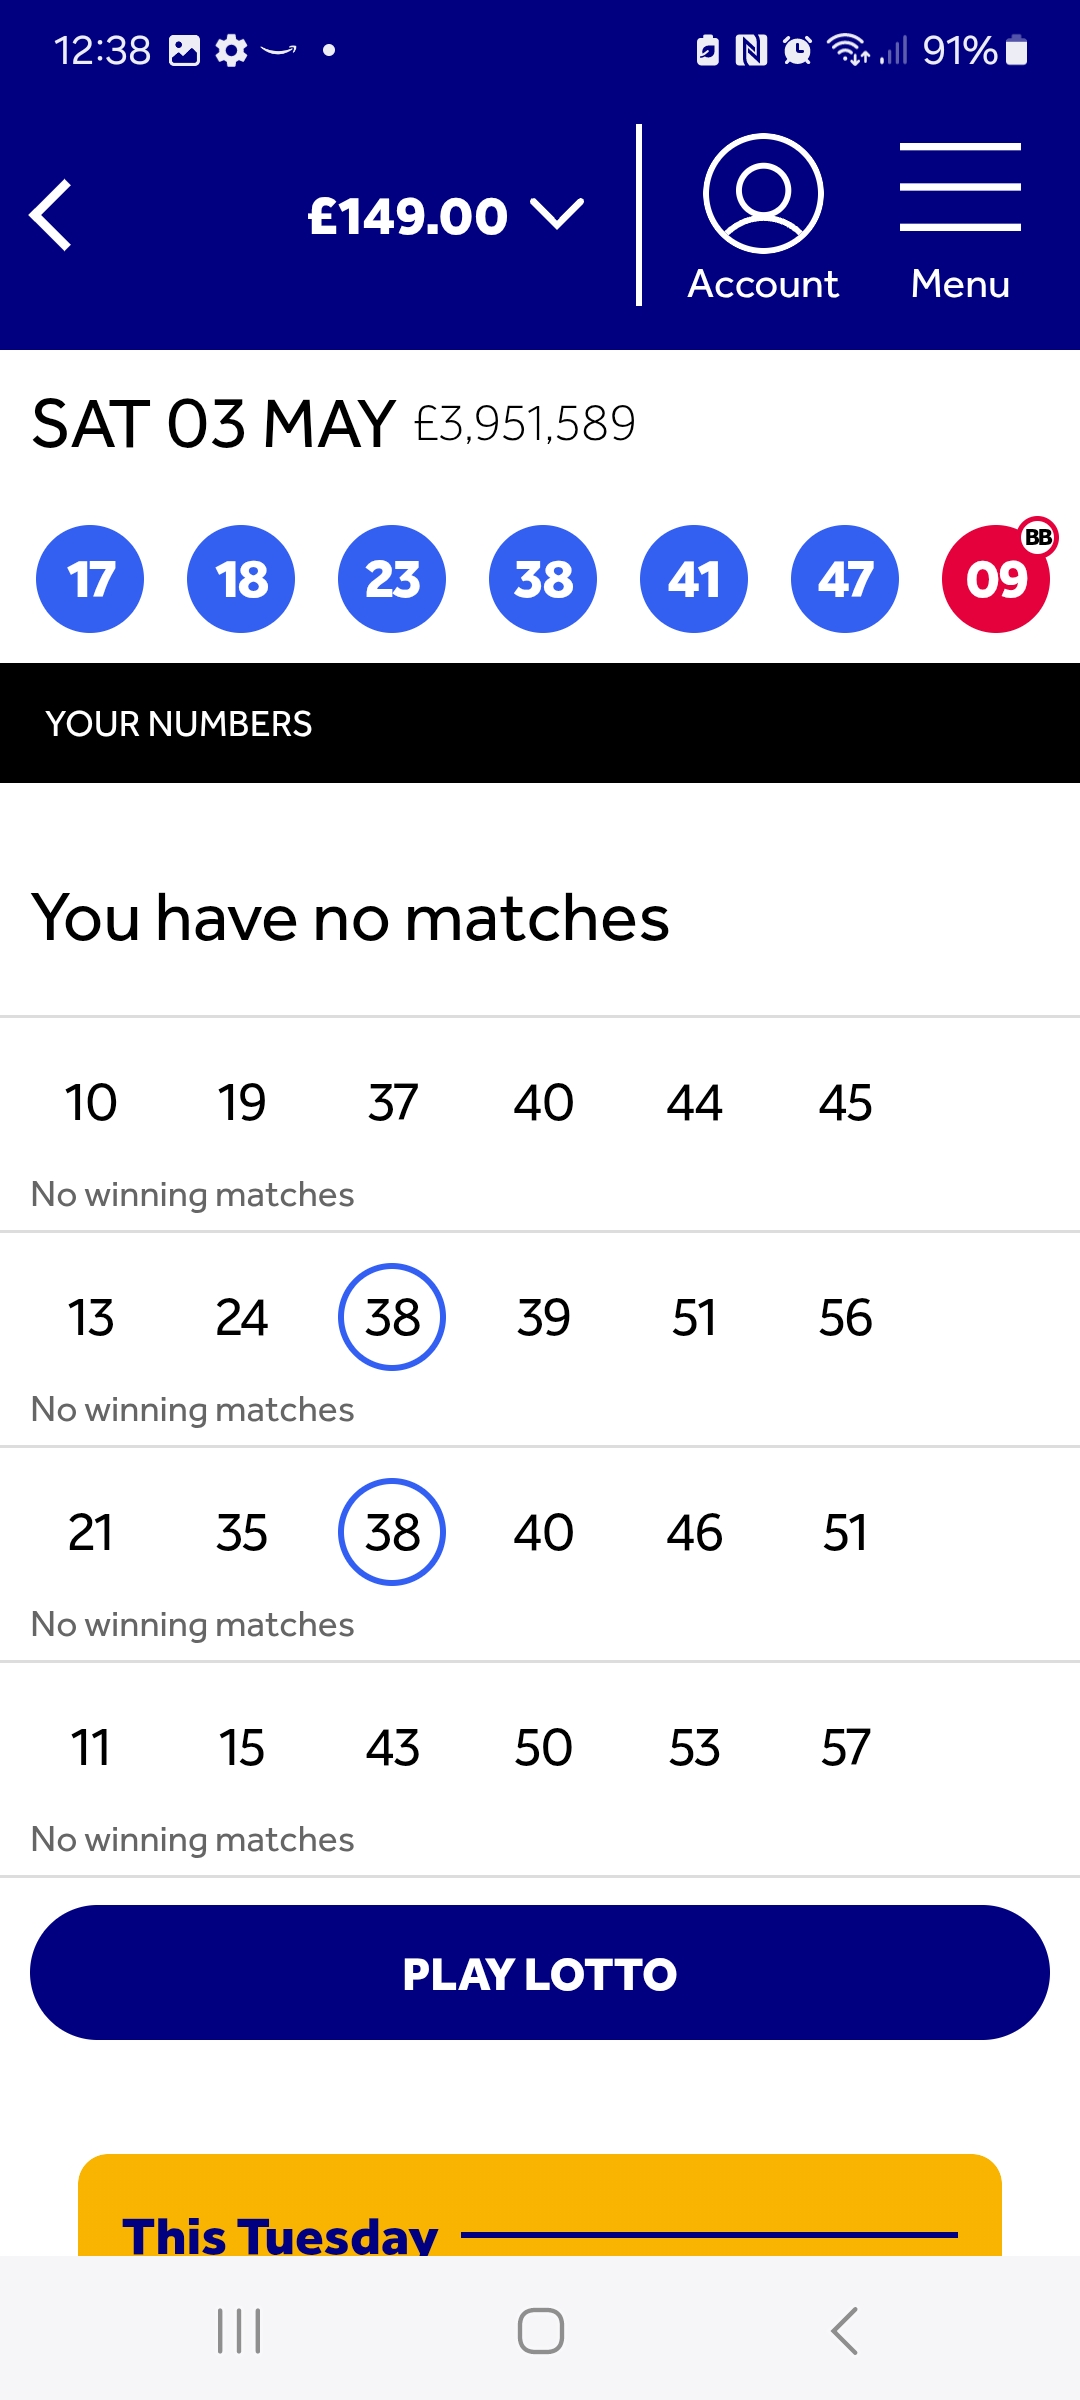 12:38 91%
£149.00
Account Menu
SAT 03 MAY £3,951,589
17 18 23 38 41 47 09 BB
YOUR NUMBERS
You have no matches
10 19 37 40 44 45
No winning matches
13 24 38 39 51 56
No winning matches
21 35 38 40 46 51
No winning matches
11 15 43 50 53 57
No winning matches
PLAY LOTTO
This Tuesday